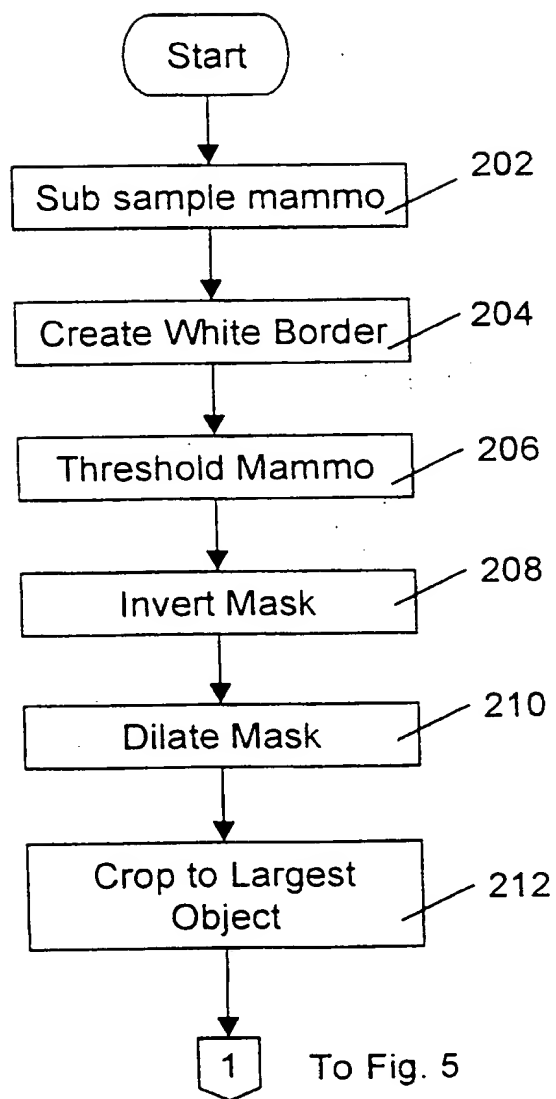 Start
Sub sample mammo
202
Create White Border
204
Threshold Mammo
206
Invert Mask
208
Dilate Mask
210
Crop to Largest
Object
212
1 To Fig. 5